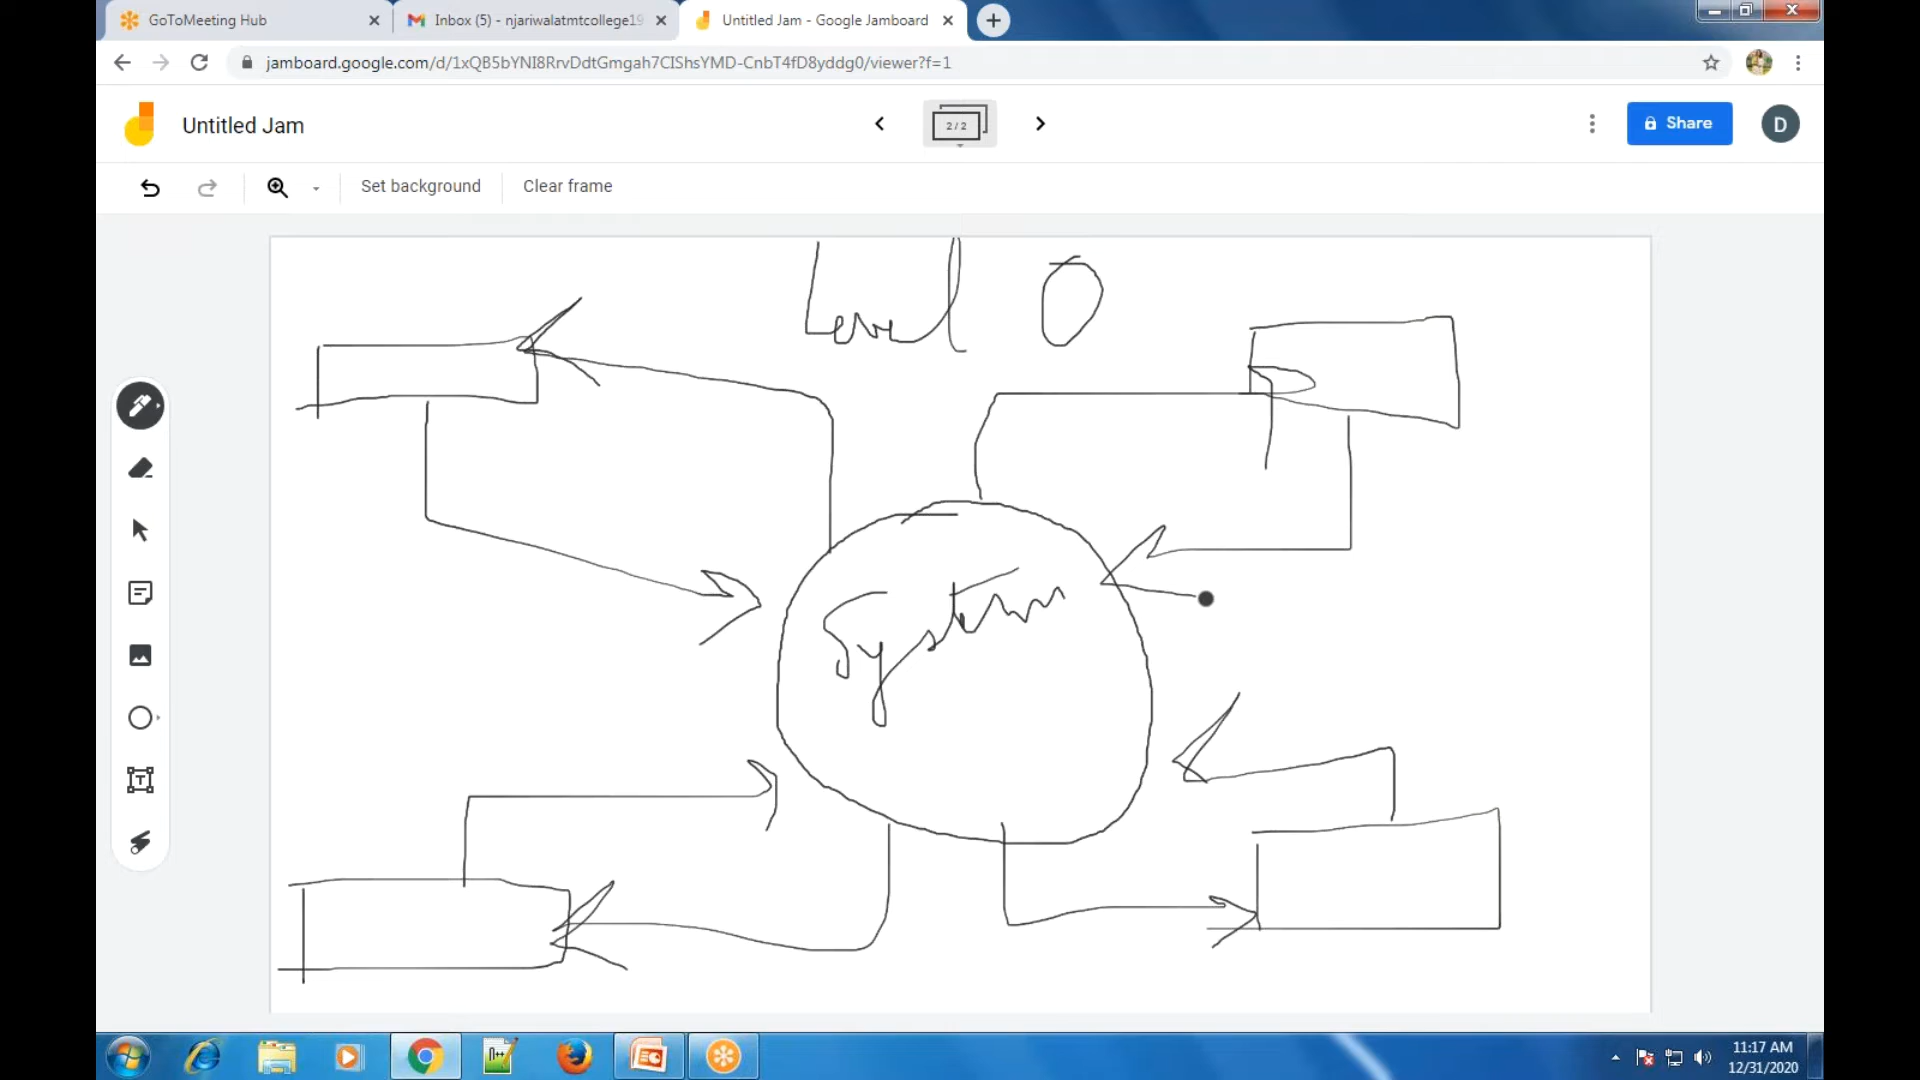 GoToMeeting Hub
Inbox (5) - njariwalatmtcollege19
Untitled Jam - Google Jamboard
jamboard.google.com/d/1xQB5bYNI8RrvDdtGmgah7CIShsYMD-CnbT4fD8yddg0/viewer?f=1
Untitled Jam
2 / 2
Share
D
Set background
Clear frame
Level 0
System
11:17 AM
12/31/2020